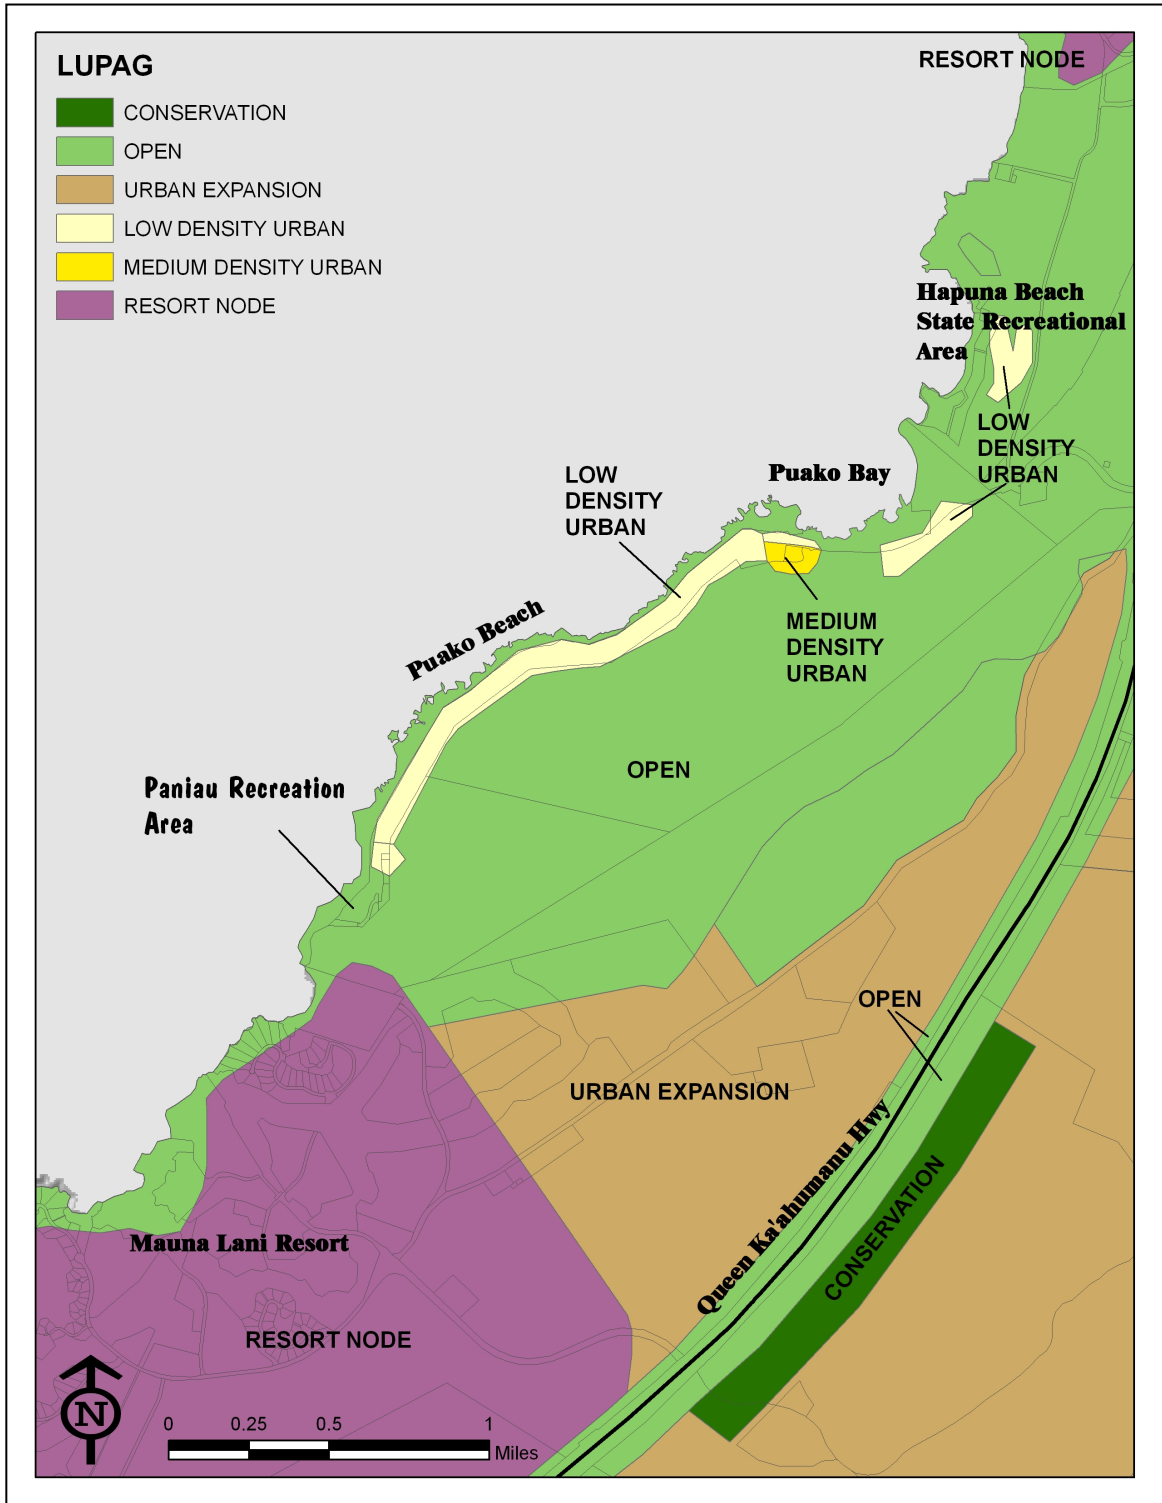 LUPAG
CONSERVATION
OPEN
URBAN EXPANSION
LOW DENSITY URBAN
MEDIUM DENSITY URBAN
RESORT NODE
RESORT NODE
Hapuna Beach
State Recreational
Area
LOW
DENSITY
URBAN
Puako Bay
LOW
DENSITY
URBAN
MEDIUM
DENSITY
URBAN
Puako Beach
OPEN
Paniau Recreation
Area
OPEN
URBAN EXPANSION
Queen Ka'ahumanu Hwy
CONSERVATION
Mauna Lani Resort
RESORT NODE
N
0 0.25 0.5 1
Miles